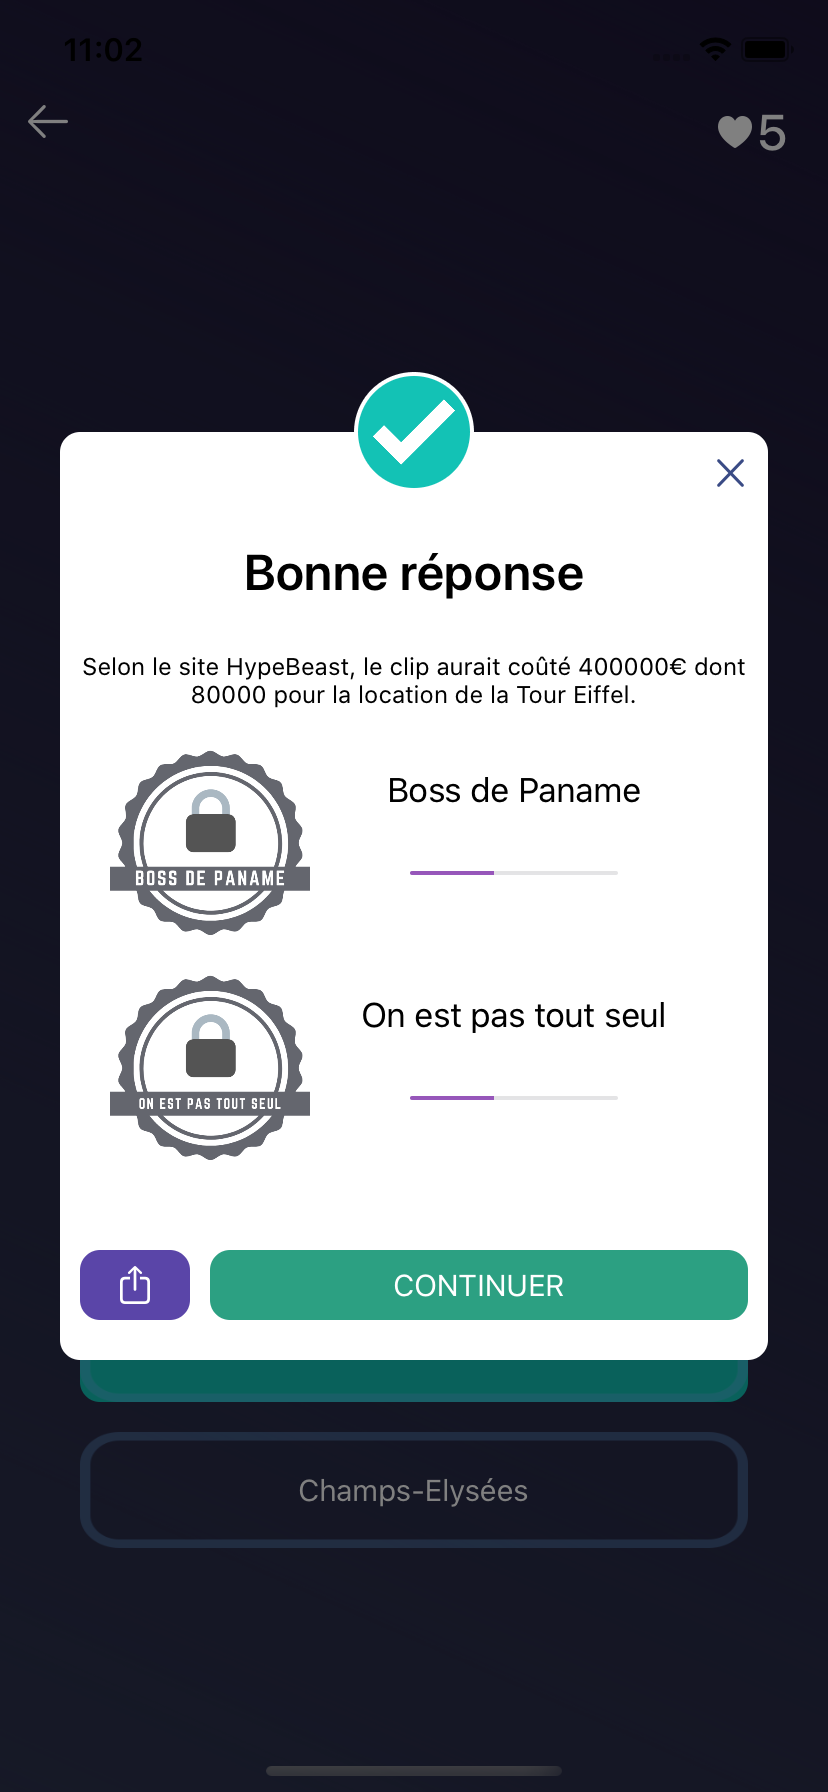 11:02
5
Bonne réponse
Selon le site HypeBeast, le clip aurait coûté 400000€ dont
80000 pour la location de la Tour Eiffel.
Boss de Paname
BOSS DE PANAME
On est pas tout seul
ON EST PAS TOUT SEUL
CONTINUER
Champs-Elysées